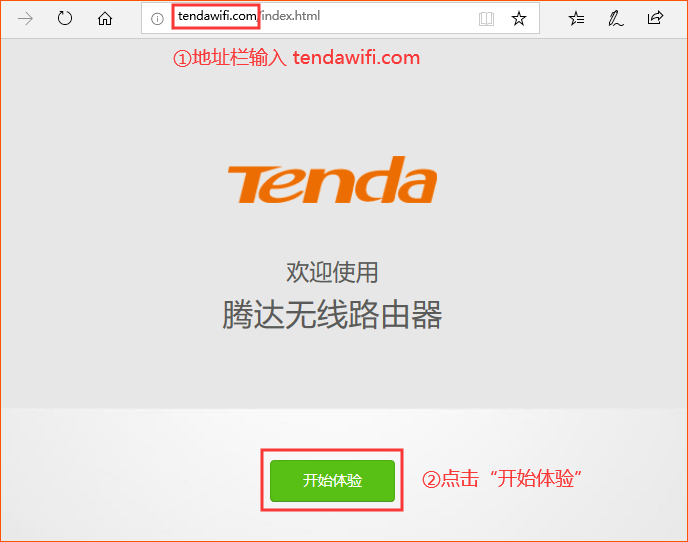 tendawifi.com/index.html
①地址栏输入 tendawifi.com
Tenda
欢迎使用
腾达无线路由器
开始体验
②点击“开始体验”